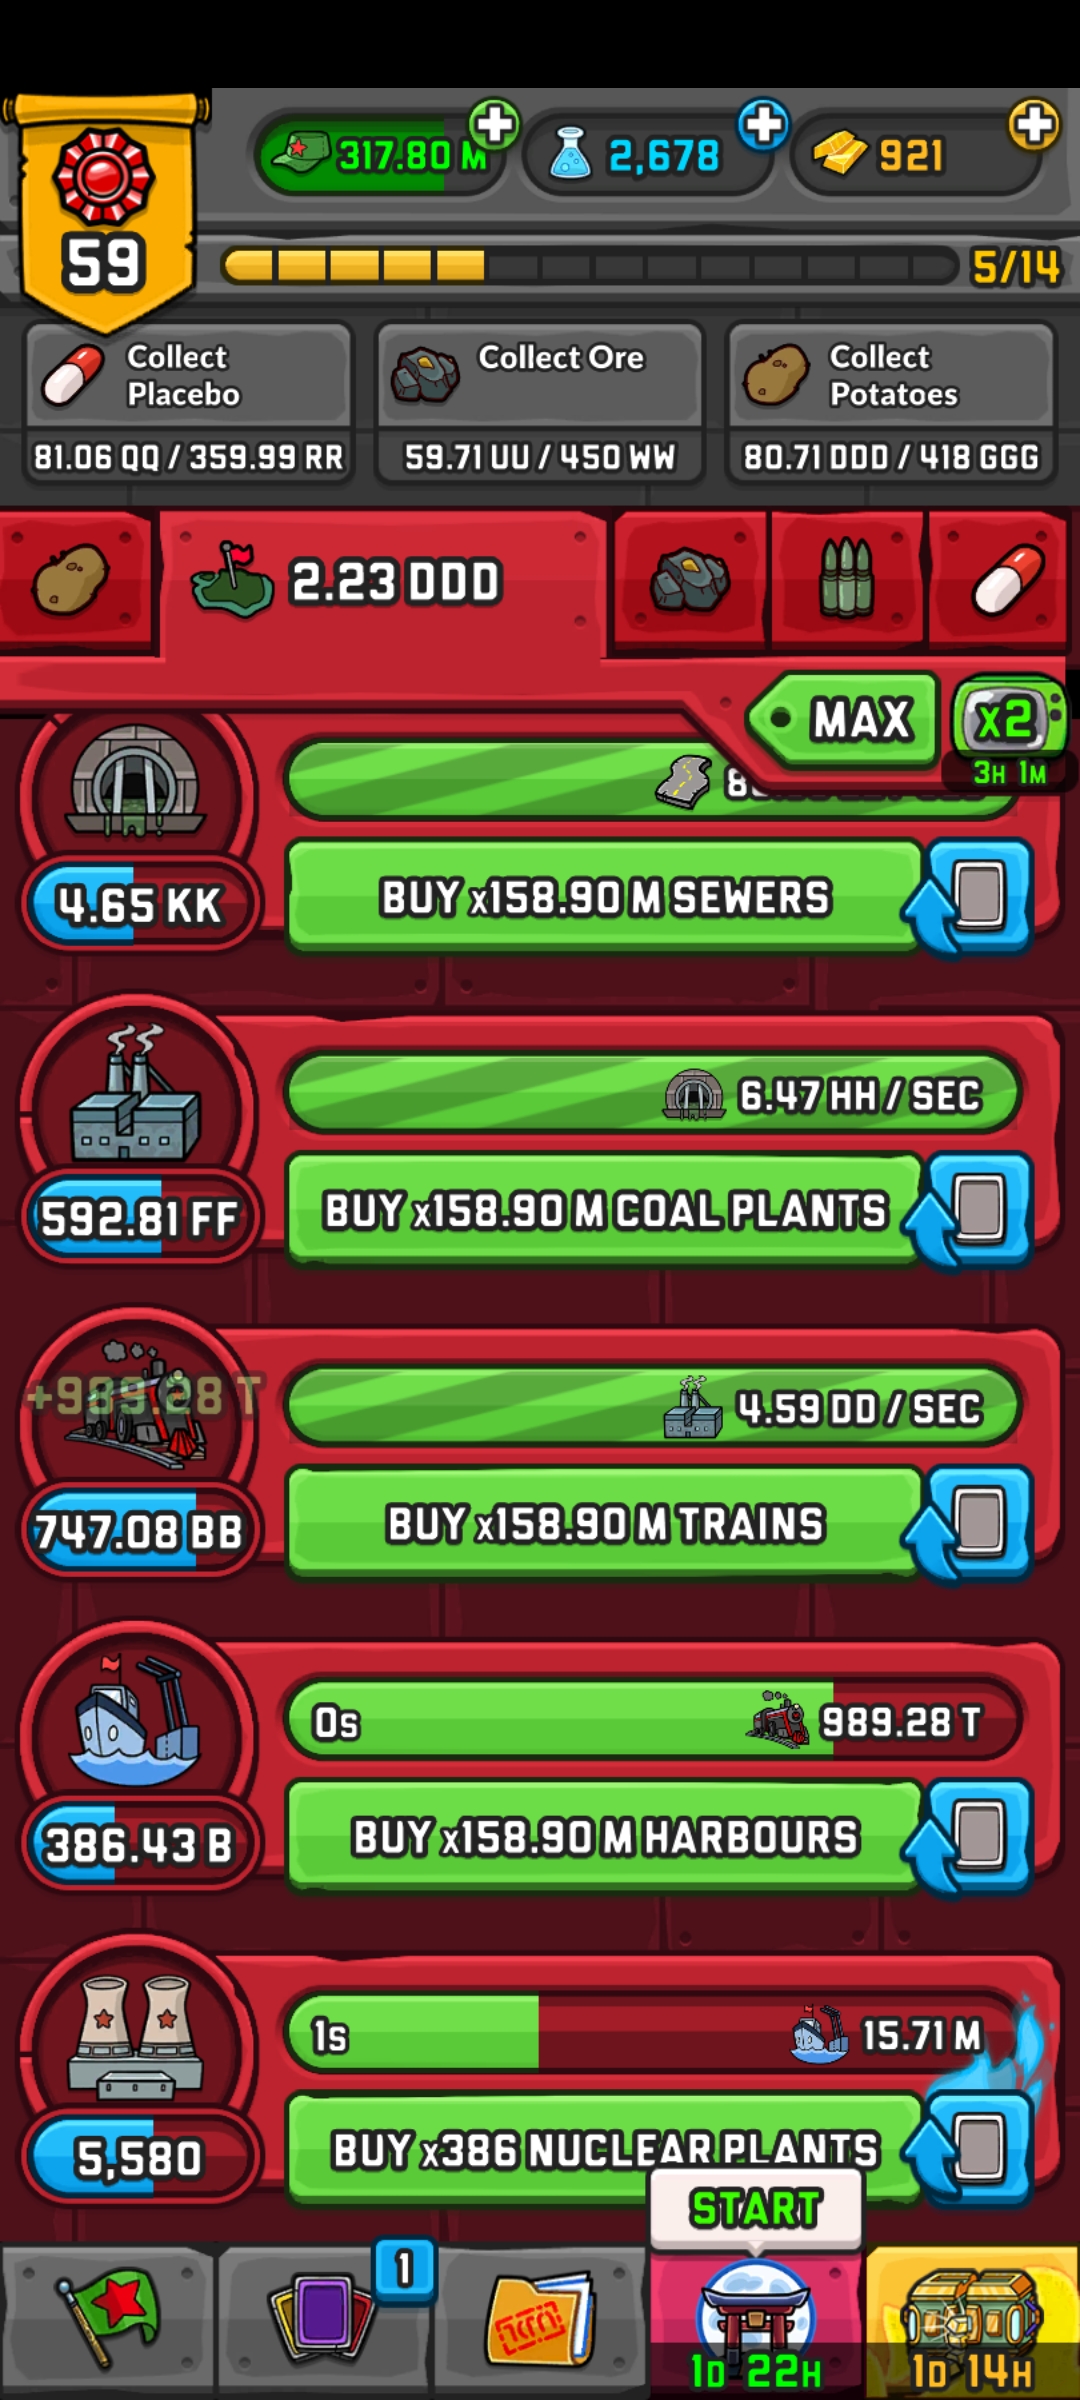 317.80 M
2,678
921
59
5/14
Collect
Placebo
81.06 QQ / 359.99 RR
Collect Ore
59.71 UU / 450 WW
Collect
Potatoes
80.71 DDD / 418 GGG
2.23 DDD
MAX
x2
3H 1M
4.65 KK
BUY x158.90 M SEWERS
6.47 HH / SEC
592.81 FF
BUY x158.90 M COAL PLANTS
+989.28 T
4.59 DD / SEC
747.08 BB
BUY x158.90 M TRAINS
0s
989.28 T
386.43 B
BUY x158.90 M HARBOURS
1s
15.71 M
5,580
BUY x386 NUCLEAR PLANTS
START
1
1D 22H
1D 14H